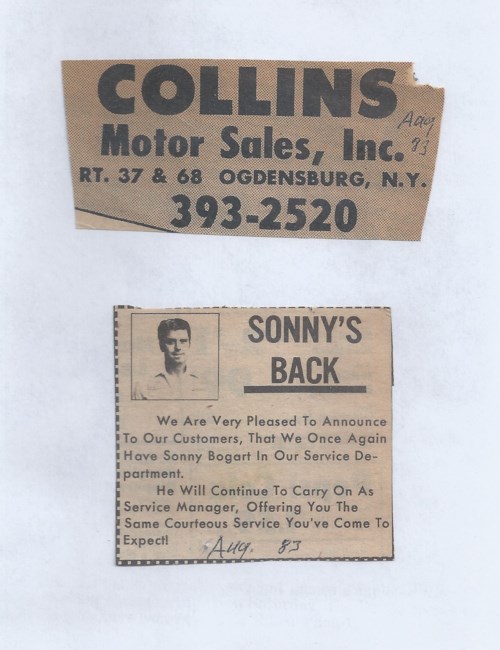 COLLINS
Aug
83
Motor Sales, Inc.
RT. 37 & 68 OGDENSBURG, N.Y.
393-2520
SONNY'S
BACK
We Are Very Pleased To Announce
To Our Customers, That We Once Again
Have Sonny Bogart In Our Service De-
partment.
He Will Continue To Carry On As
Service Manager, Offering You The
Same Courteous Service You've Come To
Expect!
Aug. 83